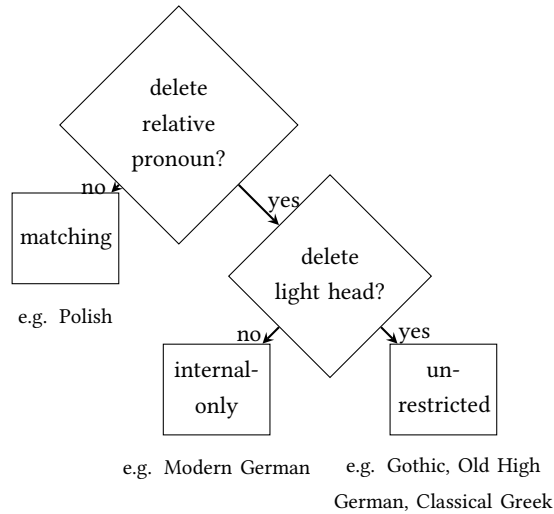 delete
relative
pronoun?
no
yes
matching
e.g. Polish
delete
light head?
no
yes
internal-
only
un-
restricted
e.g. Modern German
e.g. Gothic, Old High
German, Classical Greek